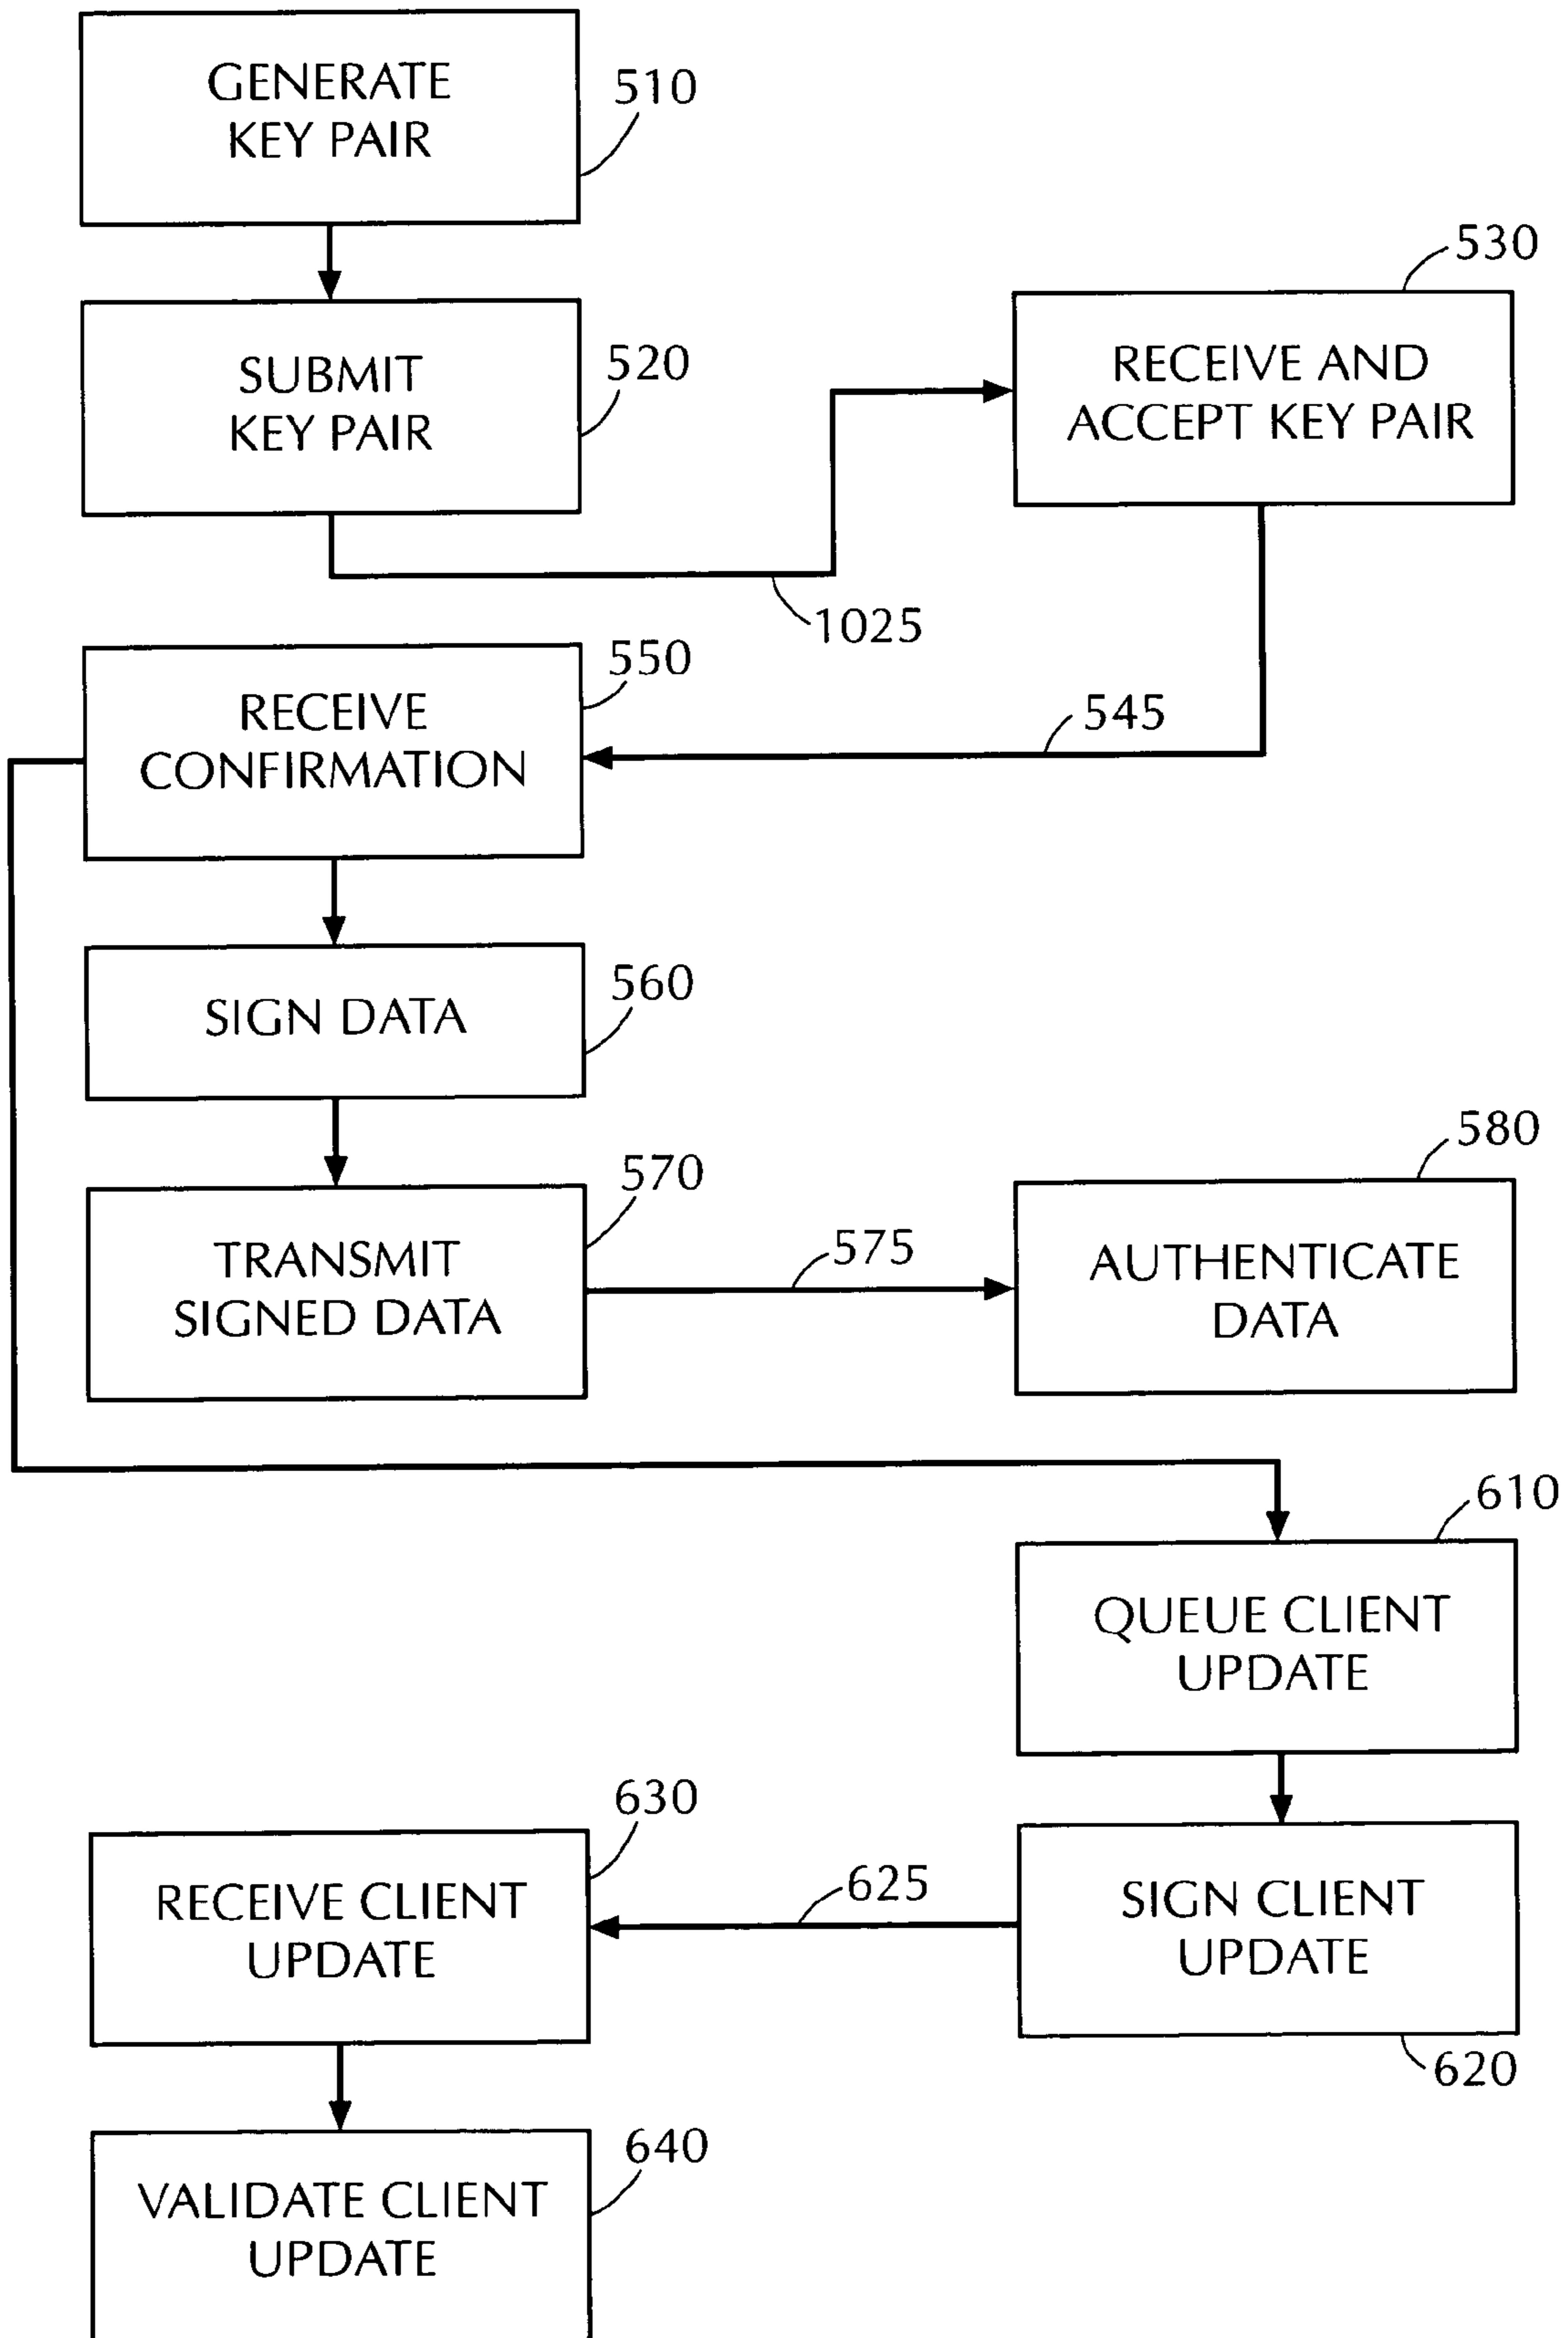 GENERATE
KEY PAIR
510
SUBMIT
KEY PAIR
520
530
RECEIVE AND
ACCEPT KEY PAIR
1025
550
RECEIVE
CONFIRMATION
545
560
SIGN DATA
570
TRANSMIT
SIGNED DATA
575
580
AUTHENTICATE
DATA
610
QUEUE CLIENT
UPDATE
SIGN CLIENT
UPDATE
620
625
630
RECEIVE CLIENT
UPDATE
640
VALIDATE CLIENT
UPDATE